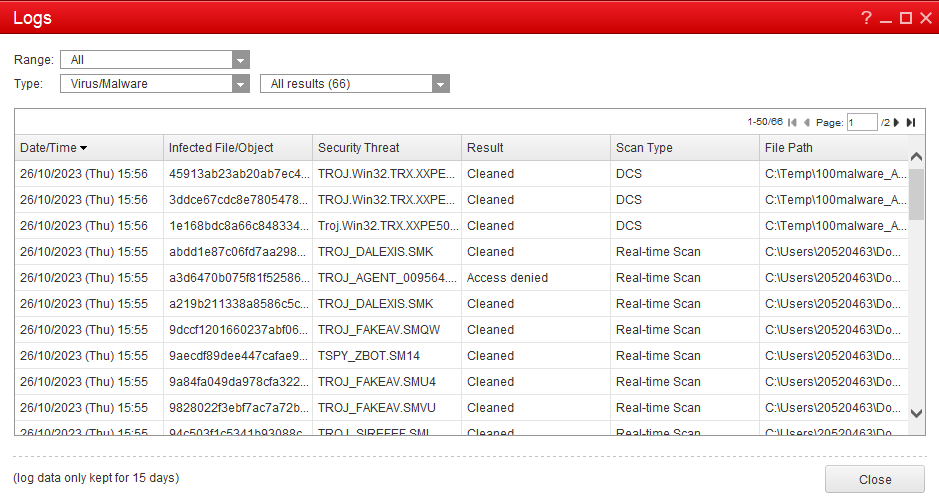 Logs
Range: All
Type: Virus/Malware All results (66)
1-50/66 Page: 1 /2
Date/Time Infected File/Object Security Threat Result Scan Type File Path
26/10/2023 (Thu) 15:56 45913ab23ab20ab7ec4... TROJ.Win32.TRX.XXPE... Cleaned DCS C:\Temp\100malware_A...
26/10/2023 (Thu) 15:56 3ddce67cdc8e7805478... TROJ.Win32.TRX.XXPE... Cleaned DCS C:\Temp\100malware_A...
26/10/2023 (Thu) 15:56 1e168bdc8a66c848334... Troj.Win32.TRX.XXPE50... Cleaned DCS C:\Temp\100malware_A...
26/10/2023 (Thu) 15:55 abdd1e87c06fd7aa298... TROJ_DALEXIS.SMK Cleaned Real-time Scan C:\Users\20520463\Do...
26/10/2023 (Thu) 15:55 a3d6470b075f81f52586... TROJ_AGENT_009564.... Access denied Real-time Scan C:\Users\20520463\Do...
26/10/2023 (Thu) 15:55 a219b211338a8586c5c... TROJ_DALEXIS.SMK Cleaned Real-time Scan C:\Users\20520463\Do...
26/10/2023 (Thu) 15:55 9dccf1201660237abf06... TROJ_FAKEAV.SMQW Cleaned Real-time Scan C:\Users\20520463\Do...
26/10/2023 (Thu) 15:55 9aecdf89dee447cafae9... TSPY_ZBOT.SM14 Cleaned Real-time Scan C:\Users\20520463\Do...
26/10/2023 (Thu) 15:55 9a84fa049da978cfa322... TROJ_FAKEAV.SMU4 Cleaned Real-time Scan C:\Users\20520463\Do...
26/10/2023 (Thu) 15:55 9828022f3ebf7ac7a72b... TROJ_FAKEAV.SMVU Cleaned Real-time Scan C:\Users\20520463\Do...
26/10/2023 (Thu) 15:55 94c503f1c5341b93088c... Cleaned Real-time Scan C:\Users\20520463\Do...
(log data only kept for 15 days)
Close